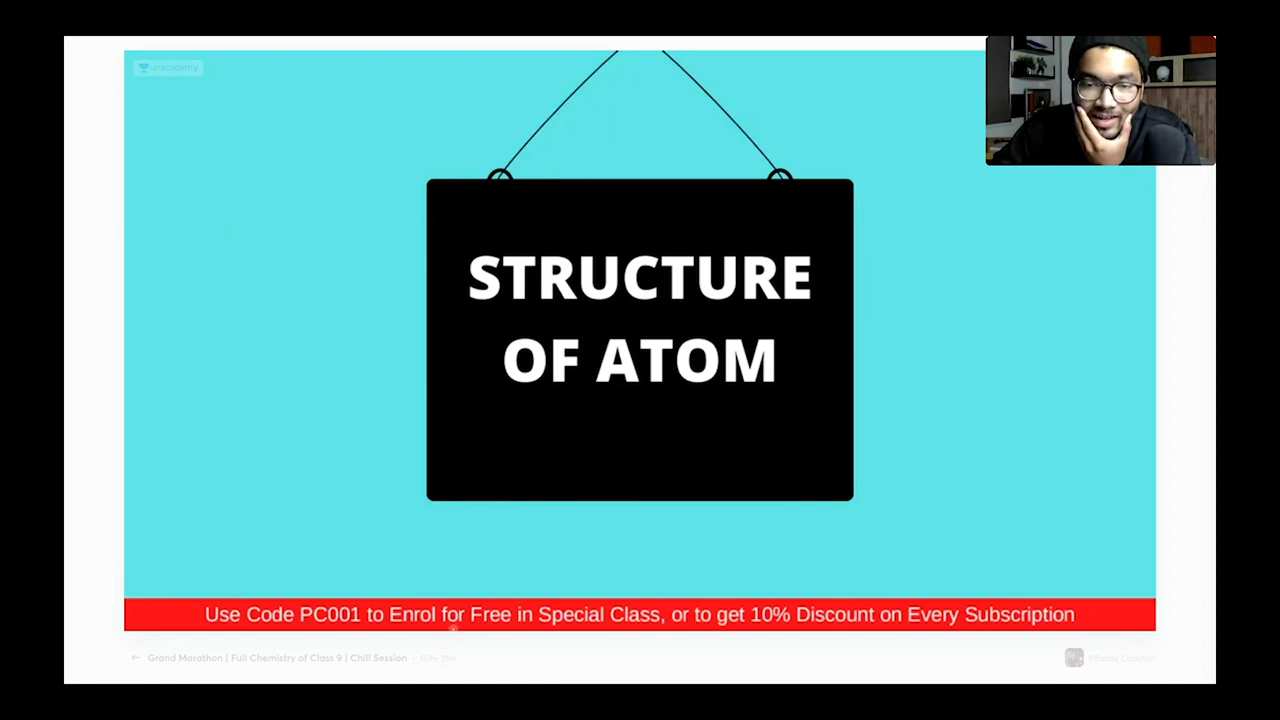 unacademy
STRUCTURE
OF ATOM
Use Code PC001 to Enrol for Free in Special Class, or to get 10% Discount on Every Subscription
Grand Marathon | Full Chemistry of Class 9 | Chill Session